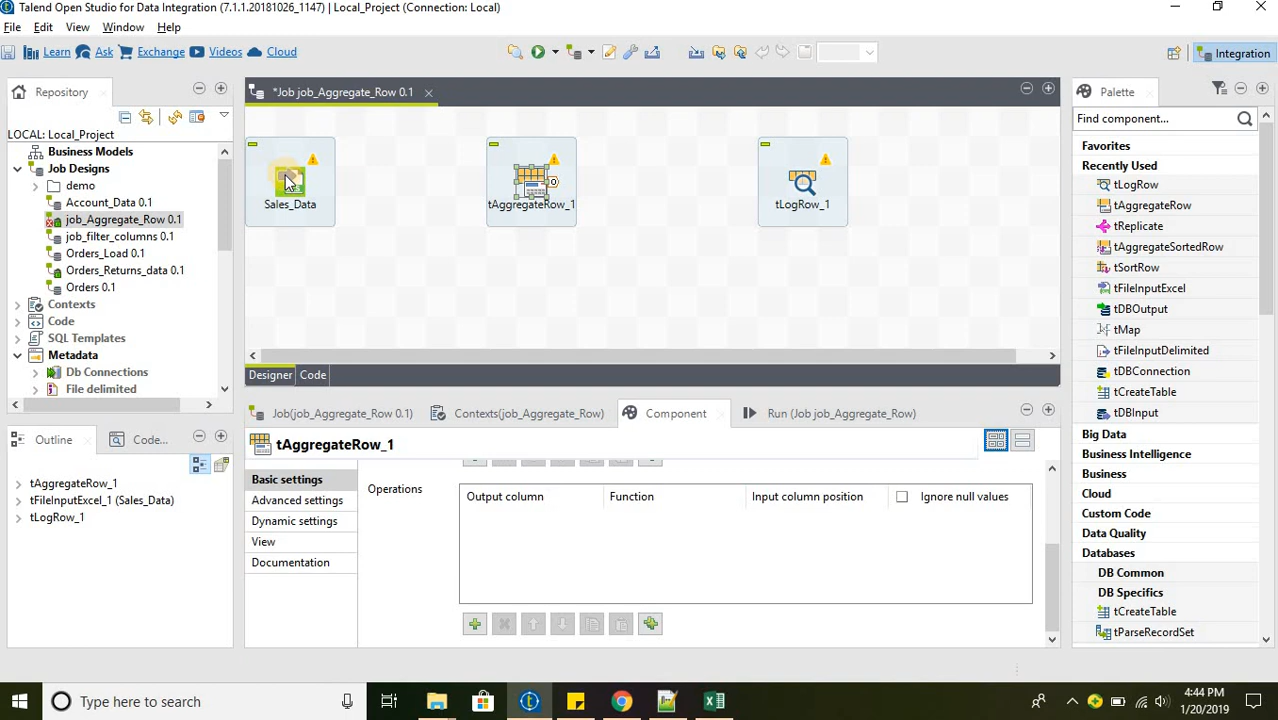 Talend Open Studio for Data Integration (7.1.1.20181026_1147) | Local_Project (Connection: Local)
File Edit View Window Help
Learn Ask Exchange Videos Cloud
Integration
Repository
LOCAL: Local_Project
Business Models
Job Designs
demo
Account_Data 0.1
job_Aggregate_Row 0.1
job_filter_columns 0.1
Orders_Load 0.1
Orders_Returns_data 0.1
Orders 0.1
Contexts
Code
SQL Templates
Metadata
Db Connections
File delimited
Outline
Code...
tAggregateRow_1
tFileInputExcel_1 (Sales_Data)
tLogRow_1
*Job job_Aggregate_Row 0.1
Sales_Data
tAggregateRow_1
tLogRow_1
Designer Code
Job(job_Aggregate_Row 0.1) Contexts(job_Aggregate_Row) Component Run (Job job_Aggregate_Row)
tAggregateRow_1
Basic settings
Advanced settings
Dynamic settings
View
Documentation
Operations
Output column Function Input column position Ignore null values
Palette
Find component...
Favorites
Recently Used
tLogRow
tAggregateRow
tReplicate
tAggregateSortedRow
tSortRow
tFileInputExcel
tDBOutput
tMap
tFileInputDelimited
tDBConnection
tCreateTable
tDBInput
Big Data
Business Intelligence
Business
Cloud
Custom Code
Data Quality
Databases
DB Common
DB Specifics
tCreateTable
tParseRecordSet
Type here to search
4:44 PM
1/20/2019